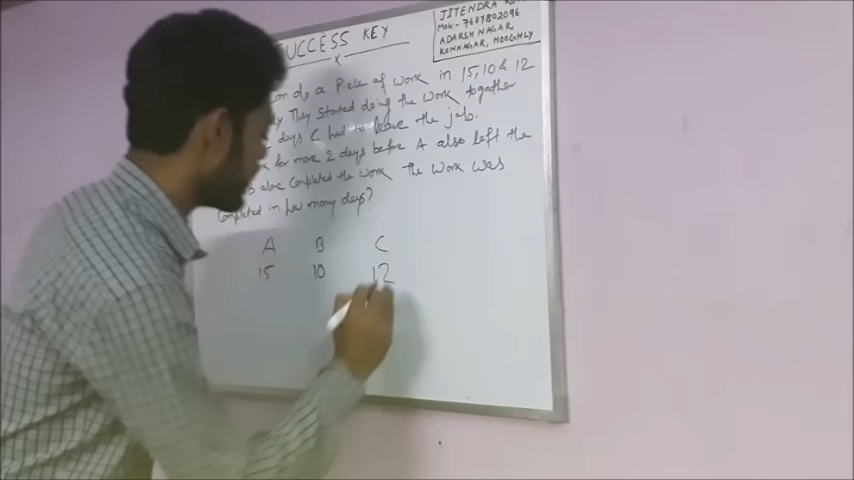 SUCCESS KEY
x
JITENDRA
Mob:- 7687802096
ADARSH NAGAR,
KONNAGAR, HOOGHLY
do a Piece of work in 15, 10 & 12
They started doing the work together
days C had to leave the job.
for more 2 days before A also left the
alone completed the work The work was
completed in how many days?
A B C
15 10 12